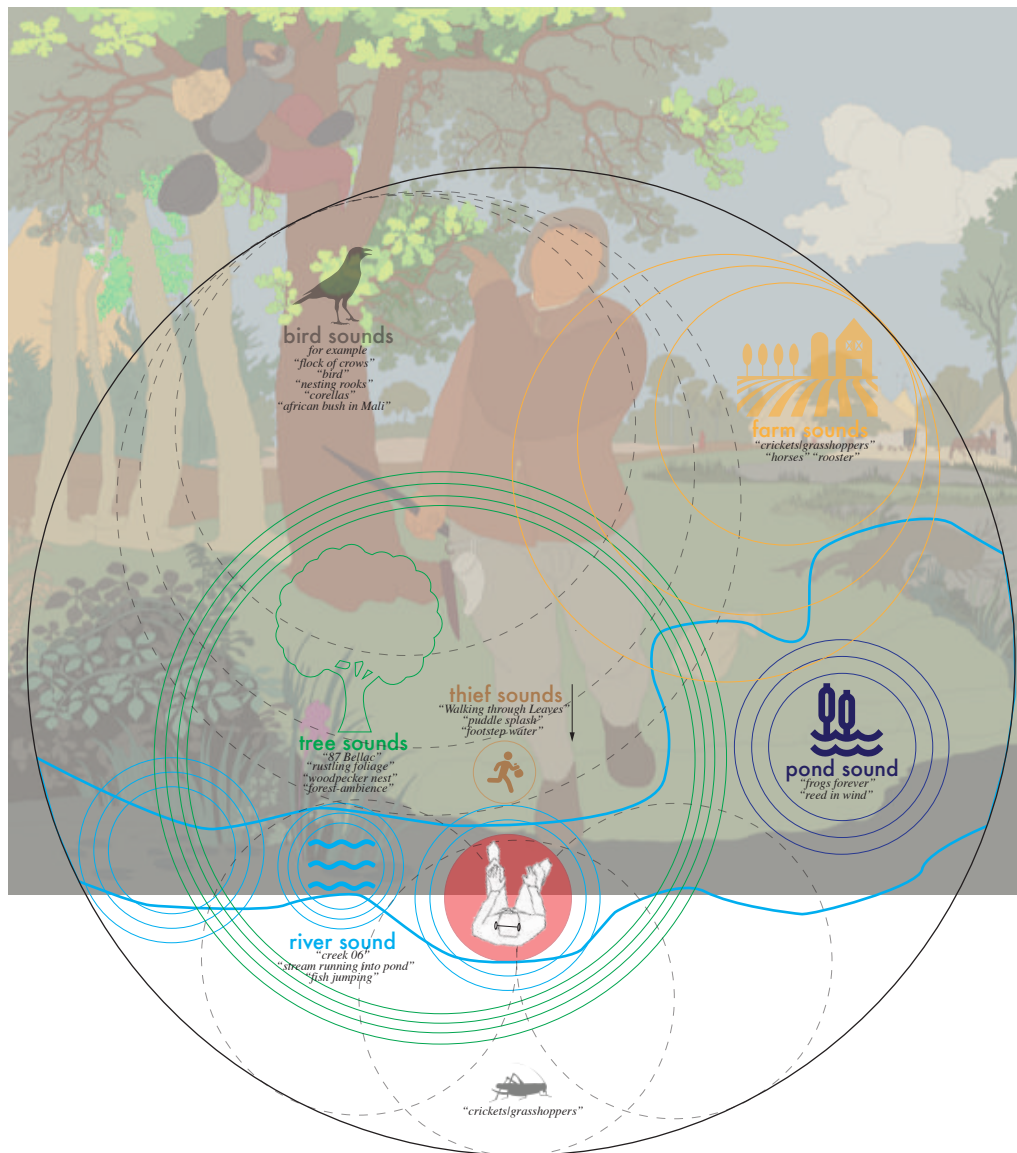 bird sounds
for example
“flock of crows”
“bird”
“nesting rooks”
“corellas”
“african bush in Mali”
farm sounds
“crickets|grasshoppers”
“horses” “rooster”
thief sounds
“Walking through Leaves”
“puddle splash”
“footstep-water”
tree sounds
“87 Bellac”
“rustling foliage”
“woodpecker nest”
“forest-ambience”
pond sound
“frogs forever”
“reed in wind”
river sound
“creek 06”
“stream running into pond”
“fish jumping”
“crickets|grasshoppers”